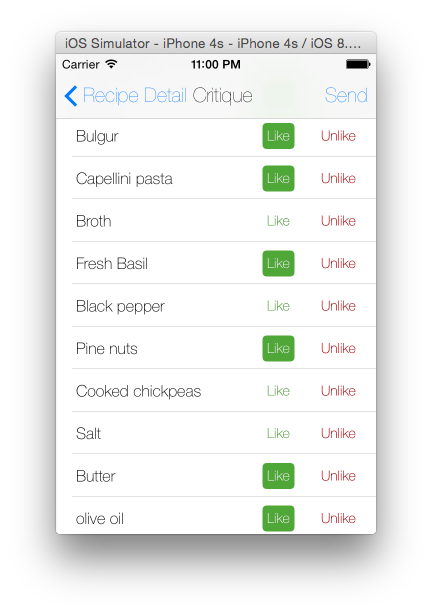 iOS Simulator - iPhone 4s - iPhone 4s / iOS 8....
Carrier 11:00 PM
Recipe Detail Critique Send
Bulgur Like Unlike
Capellini pasta Like Unlike
Broth Like Unlike
Fresh Basil Like Unlike
Black pepper Like Unlike
Pine nuts Like Unlike
Cooked chickpeas Like Unlike
Salt Like Unlike
Butter Like Unlike
olive oil Like Unlike